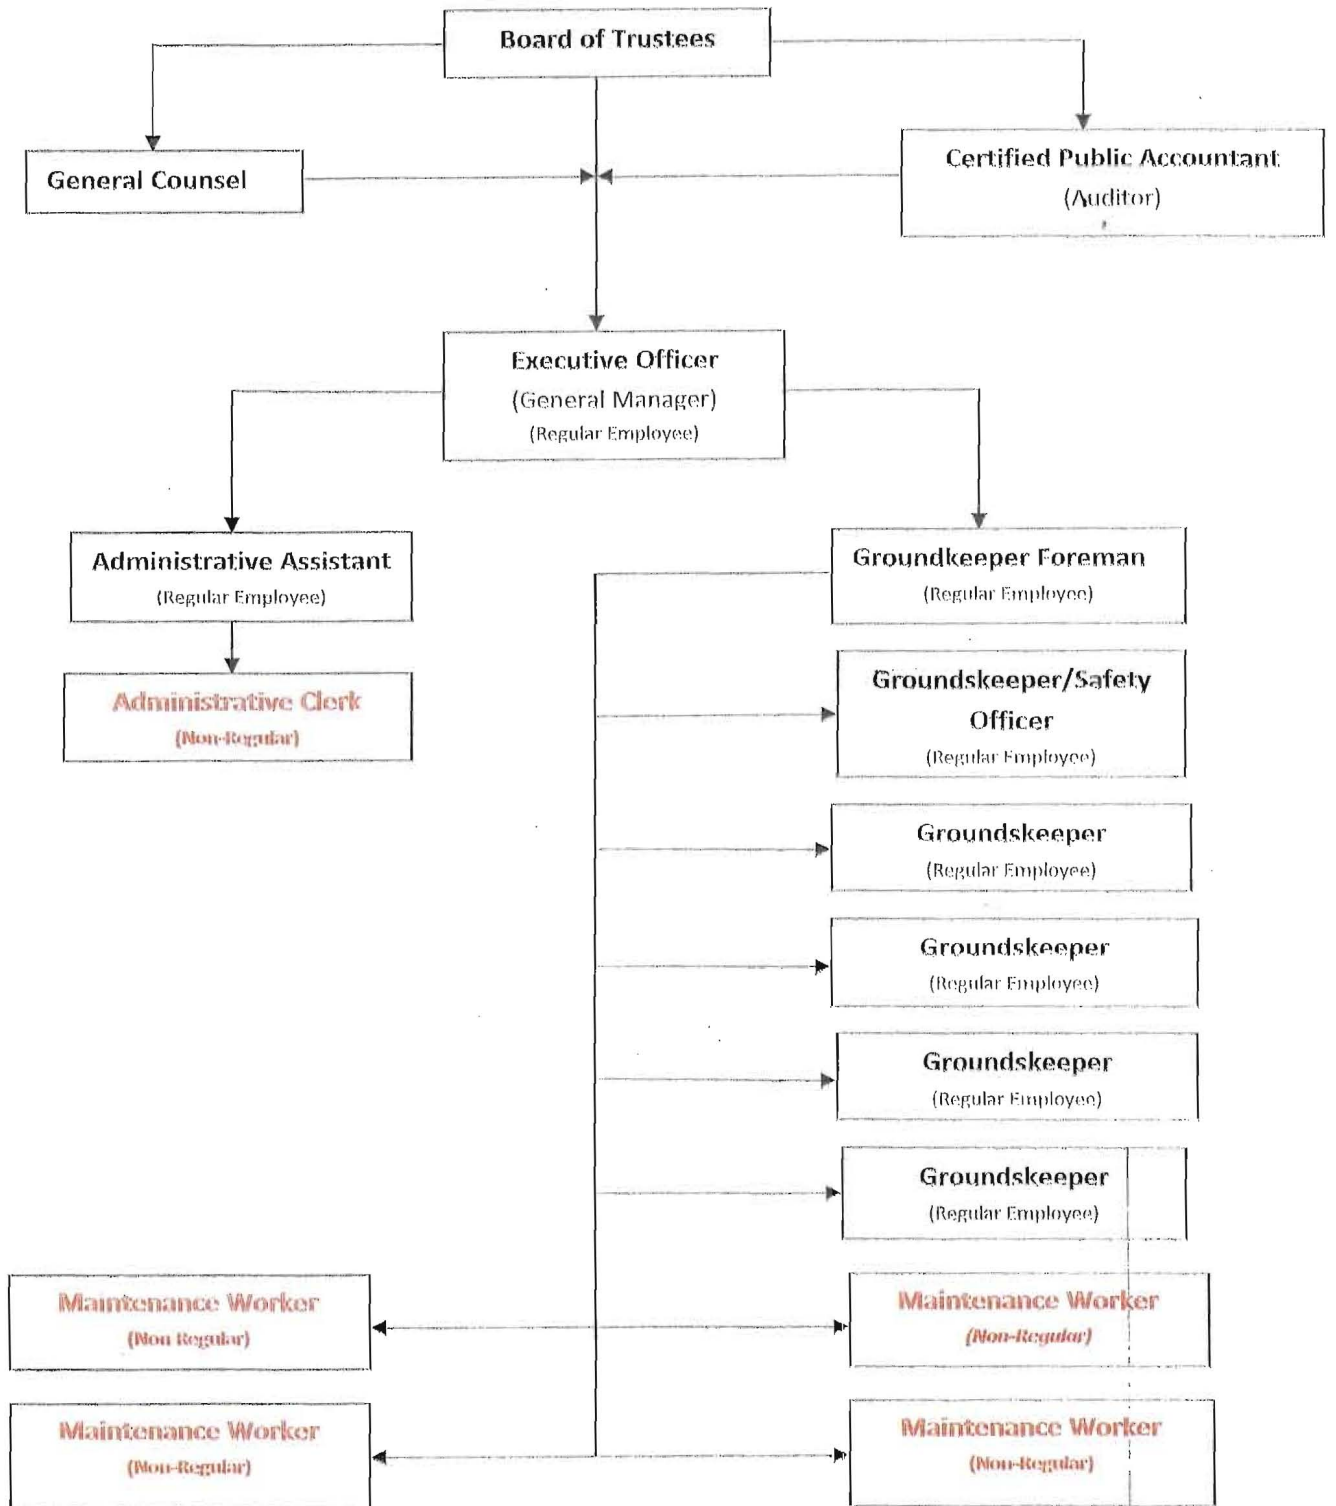 Board of Trustees
General Counsel
Certified Public Accountant
(Auditor)
Executive Officer
(General Manager)
(Regular Employee)
Administrative Assistant
(Regular Employee)
Administrative Clerk
(Non-Regular)
Groundkeeper Foreman
(Regular Employee)
Groundskeeper/Safety
Officer
(Regular Employee)
Groundskeeper
(Regular Employee)
Groundskeeper
(Regular Employee)
Groundskeeper
(Regular Employee)
Groundskeeper
(Regular Employee)
Maintenance Worker
(Non Regular)
Maintenance Worker
(Non-Regular)
Maintenance Worker
(Non-Regular)
Maintenance Worker
(Non-Regular)